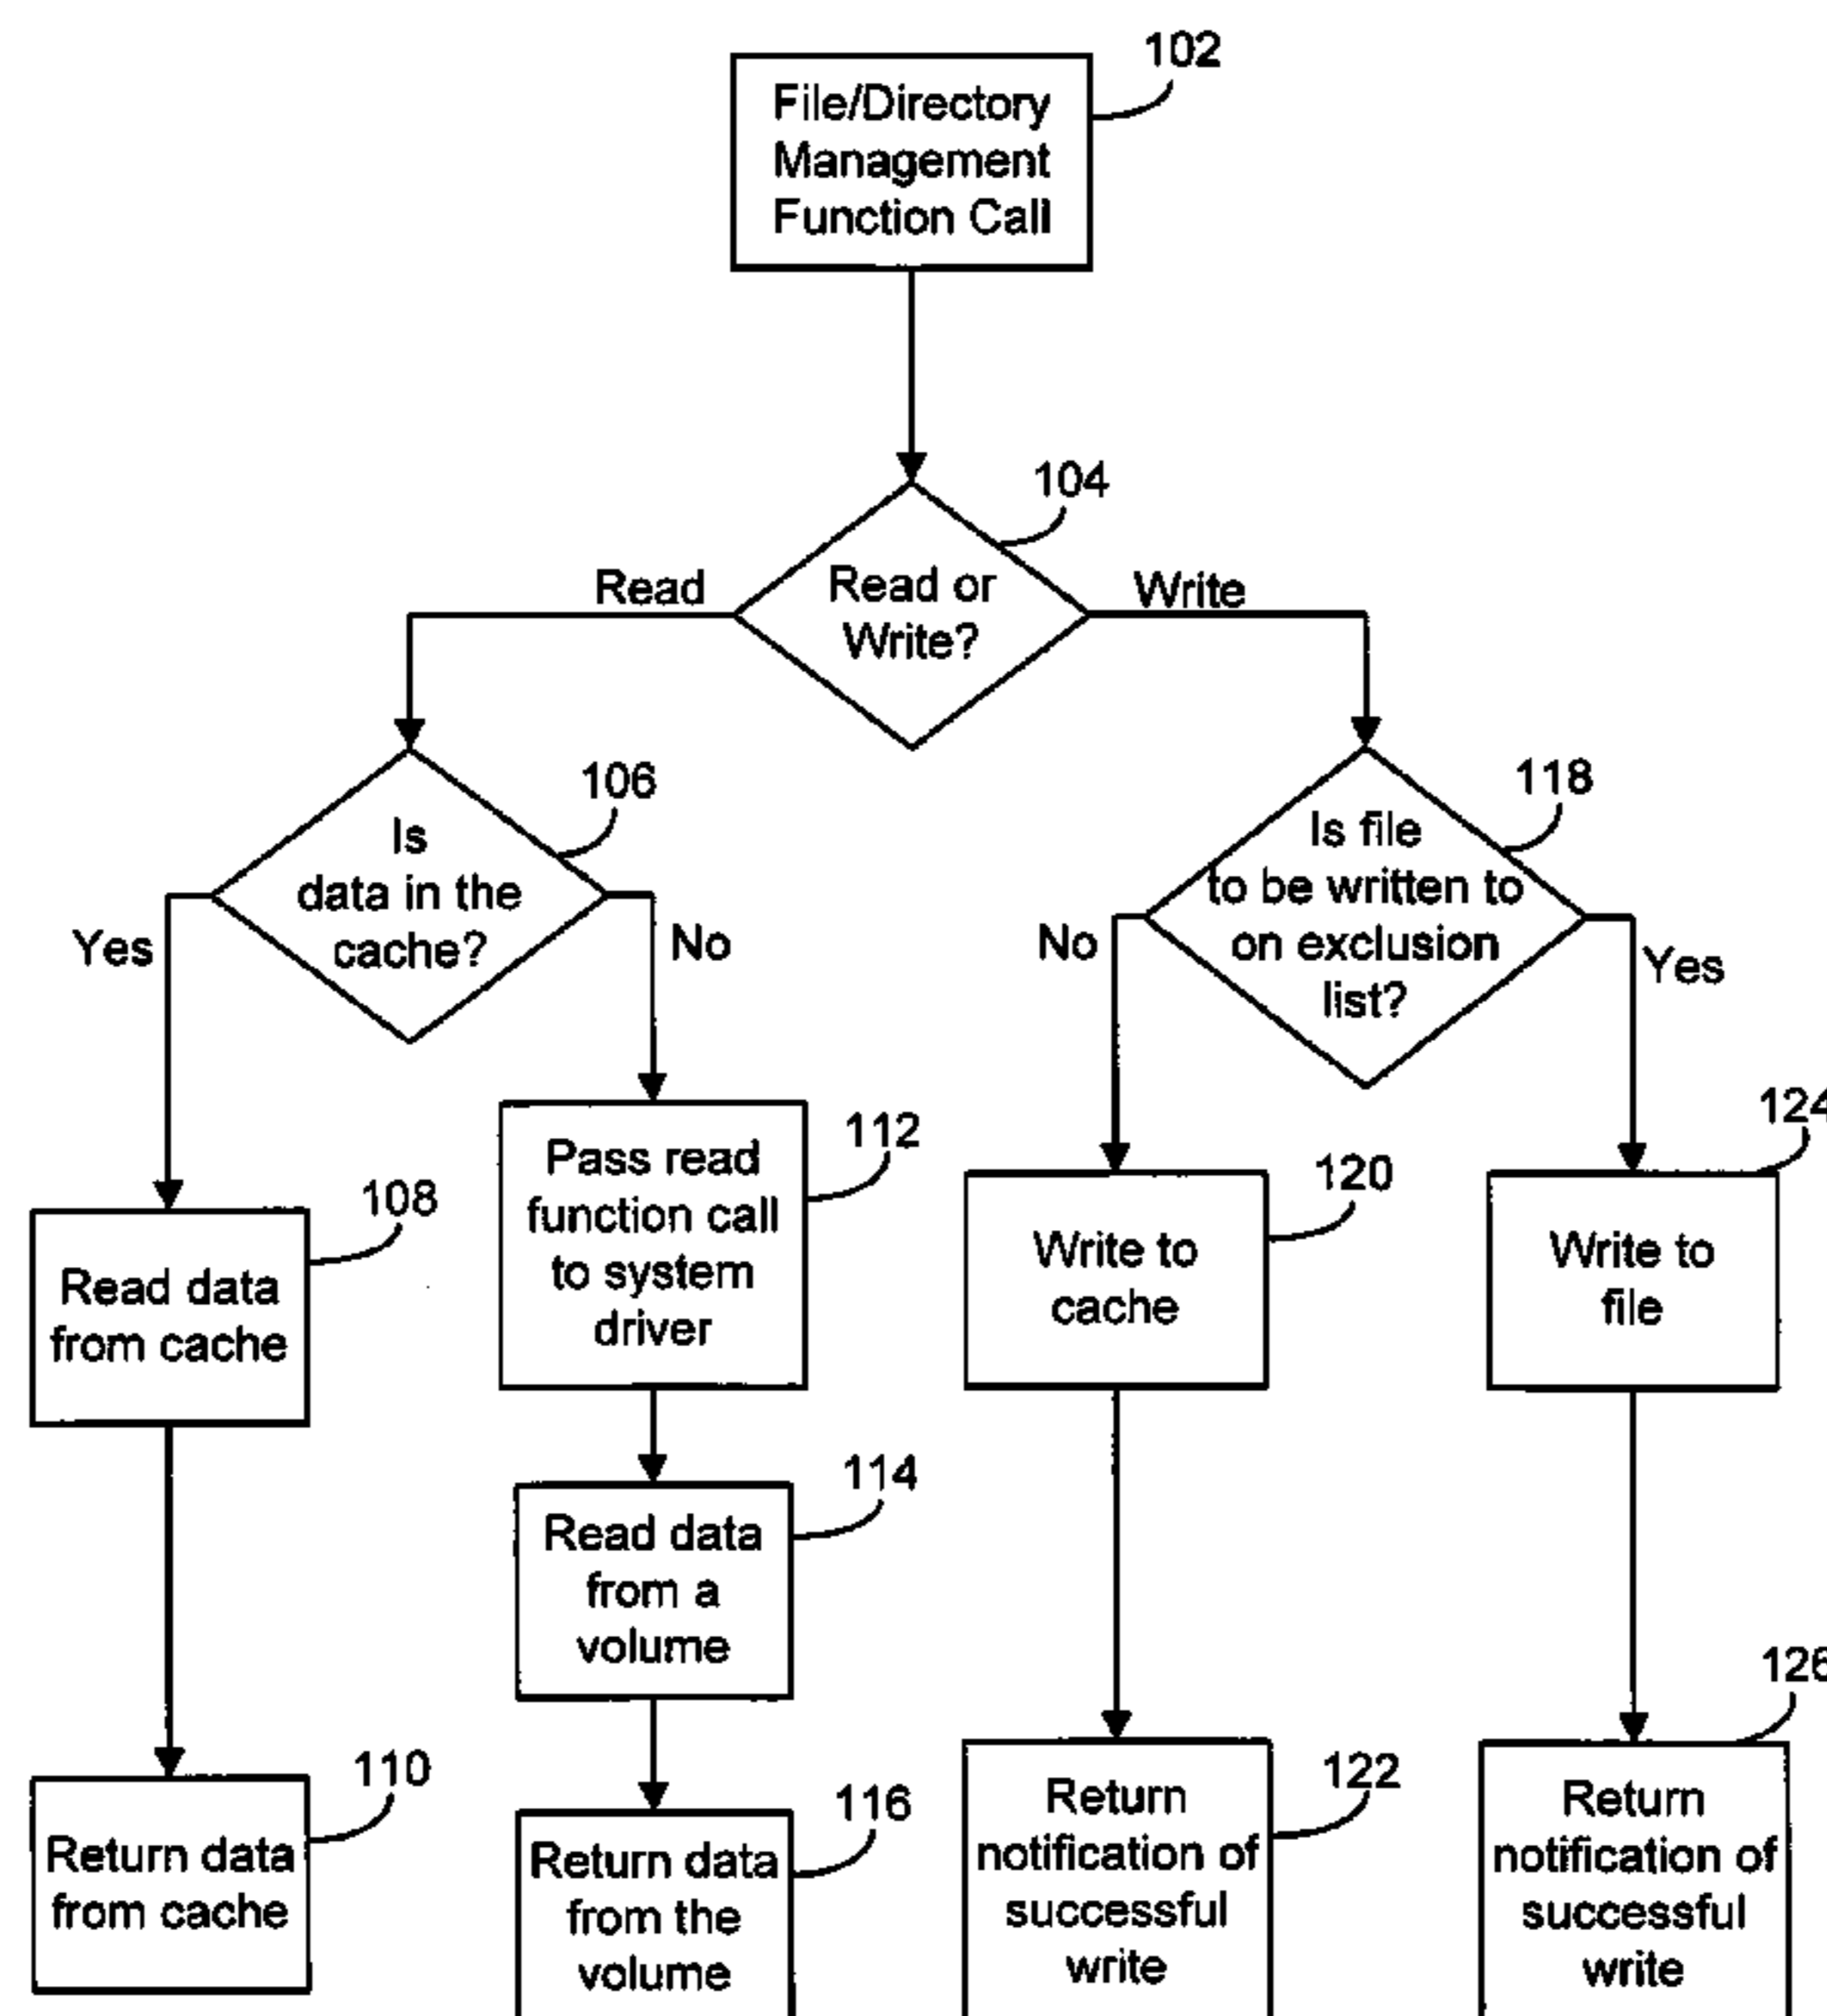 102
File/Directory
Management
Function Call
104
Read or
Write?
Read
Write
106
Is
data in the
cache?
Yes
No
118
Is file
to be written to
on exclusion
list?
No
Yes
108
Read data
from cache
112
Pass read
function call
to system
driver
120
Write to
cache
124
Write to
file
114
Read data
from a
volume
110
Return data
from cache
116
Return data
from the
volume
122
Return
notification of
successful
write
126
Return
notification of
successful
write